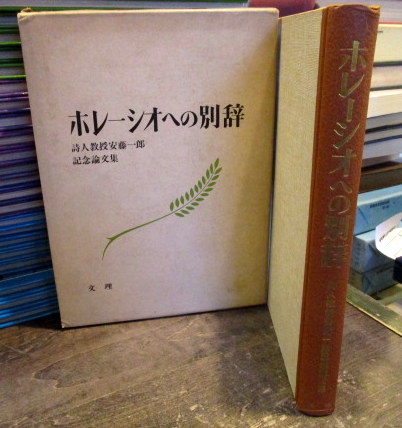 ホレーシオへの別辞
詩人教授安藤一郎
記念論文集
文理
ホレーシオへの別辞